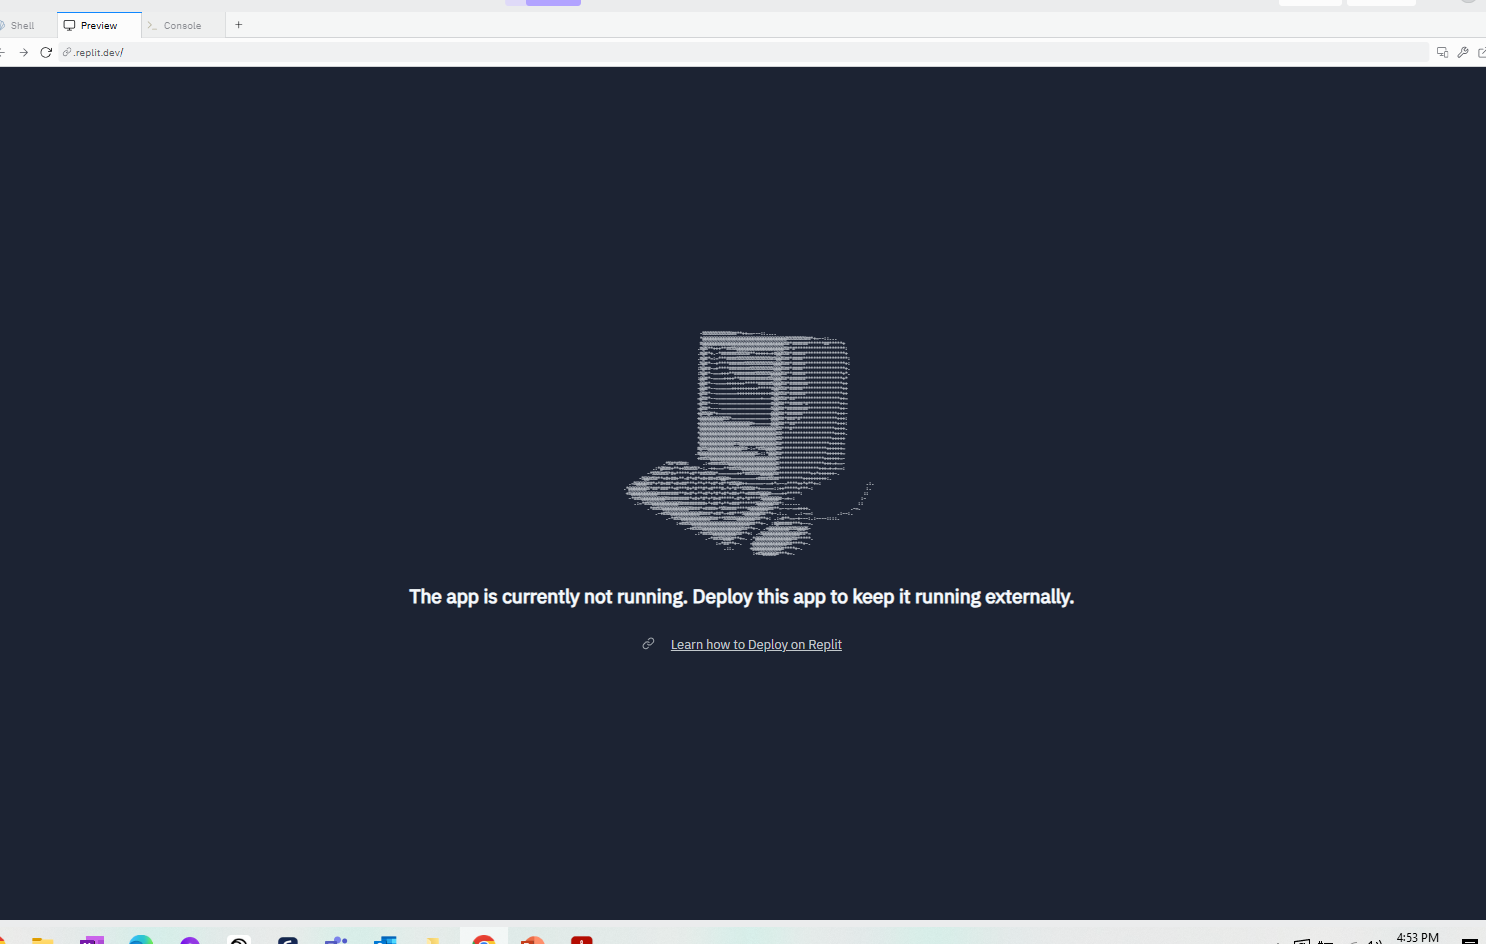 Shell
Preview
Console
.replit.dev/
The app is currently not running. Deploy this app to keep it running externally.
Learn how to Deploy on Replit
4:53 PM